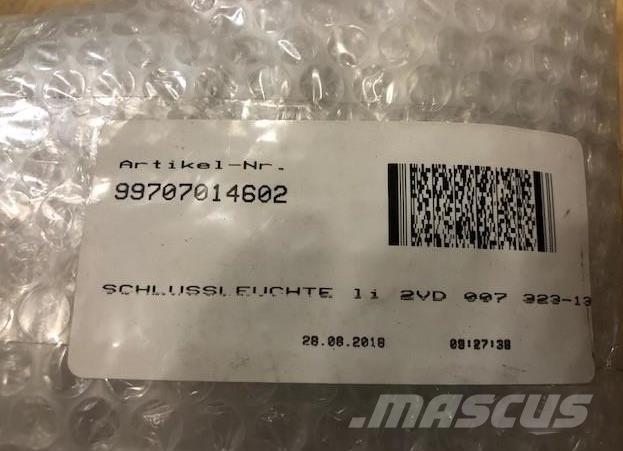 Artikel-Nr.
99707014602
SCHLUSSLEUCHTE li 2VD 007 323-13
28.08.2018 09:27:38
MASCUS